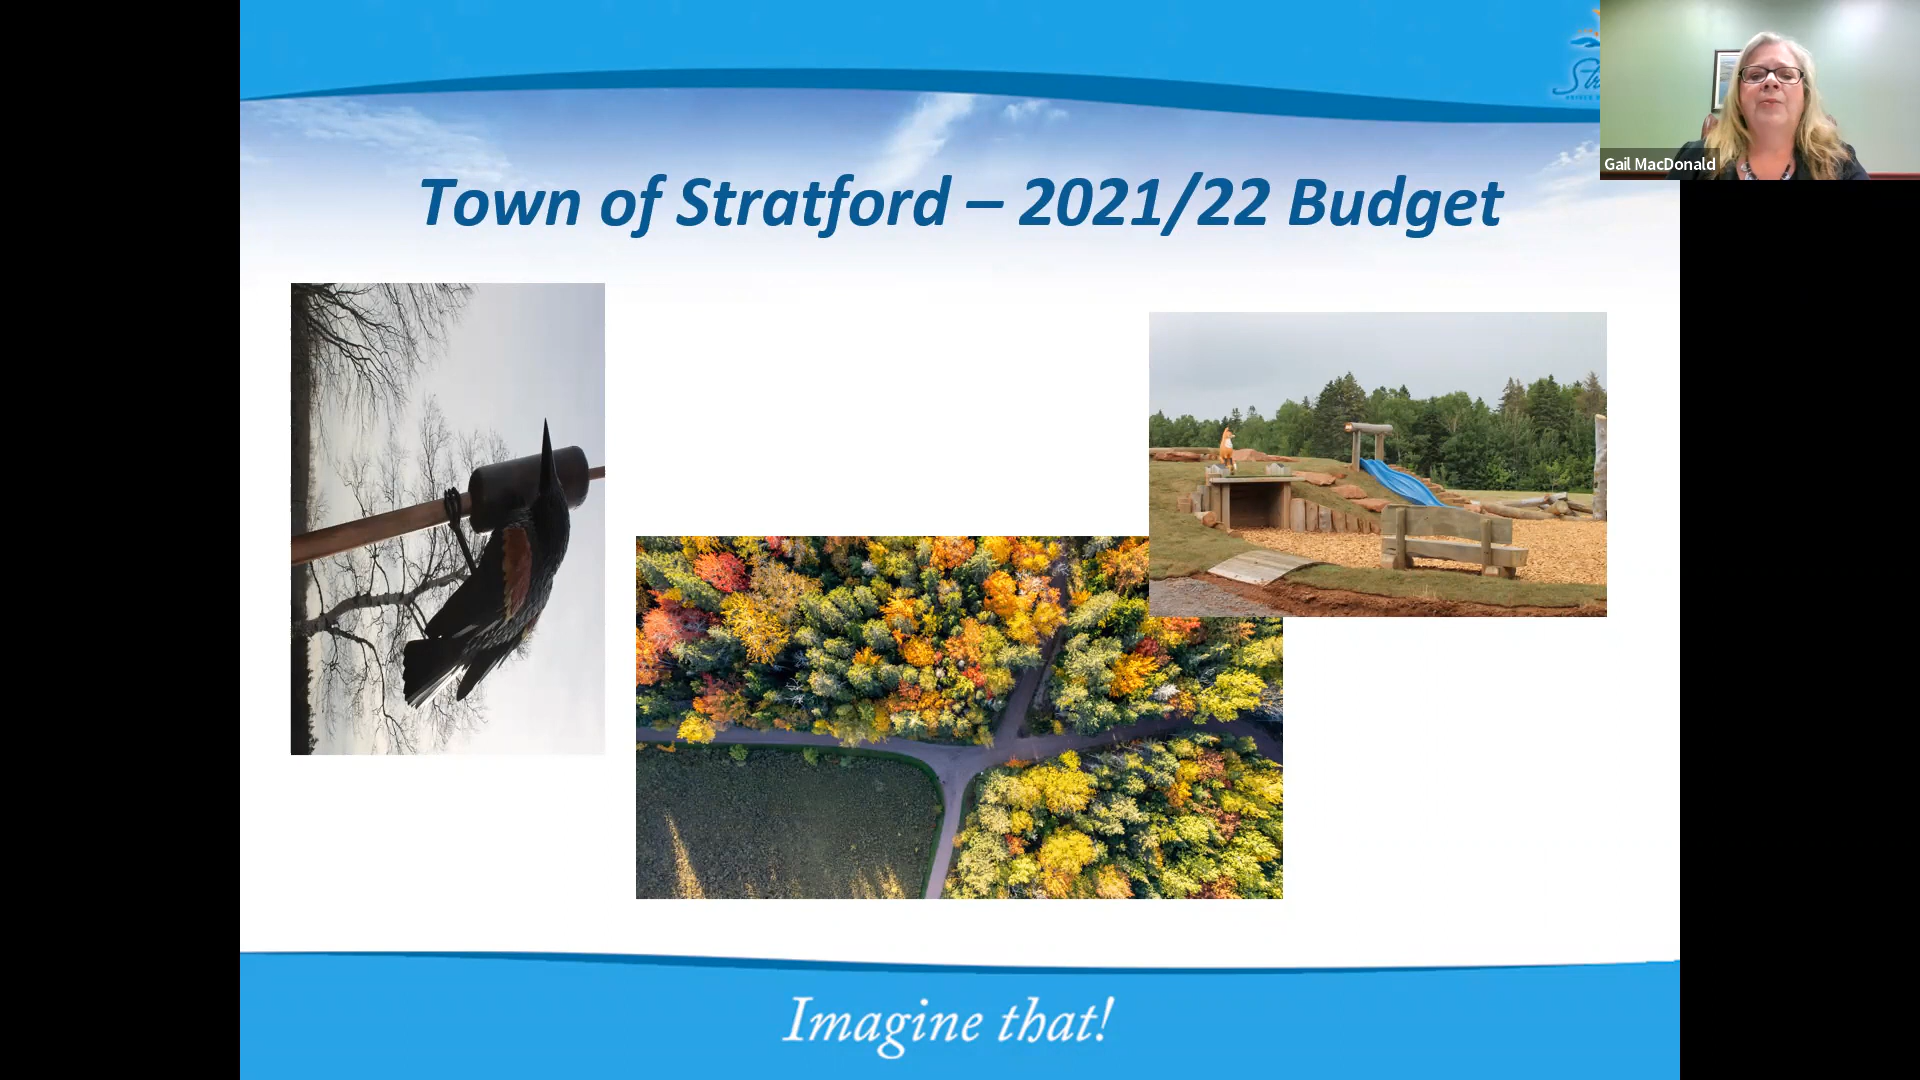 Town of Stratford – 2021/22 Budget
Gail MacDonald
Imagine that!